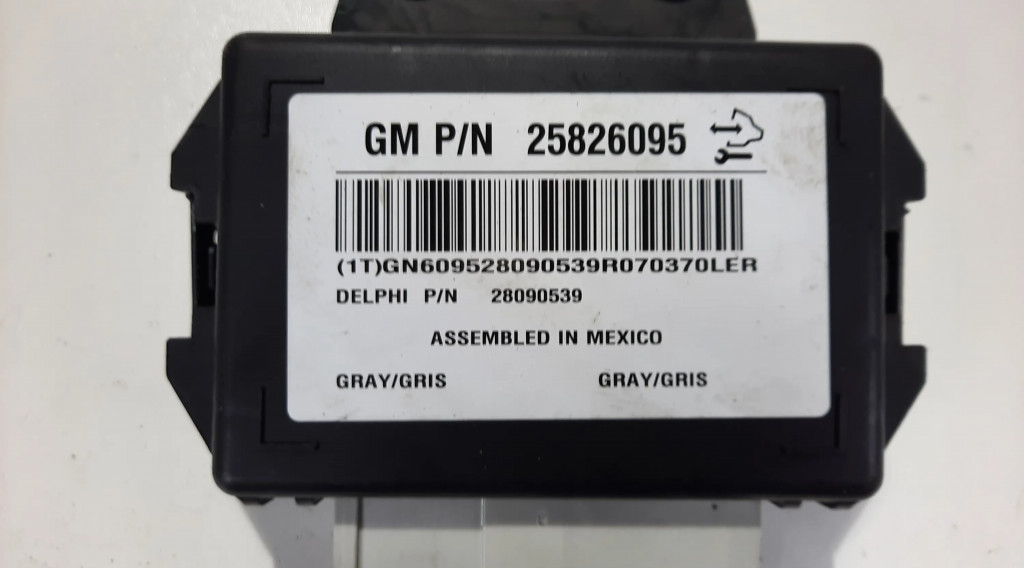 GM P/N 25826095
(1T)GN609528090539R070370LER
DELPHI P/N 28090539
ASSEMBLED IN MEXICO
GRAY/GRIS GRAY/GRIS